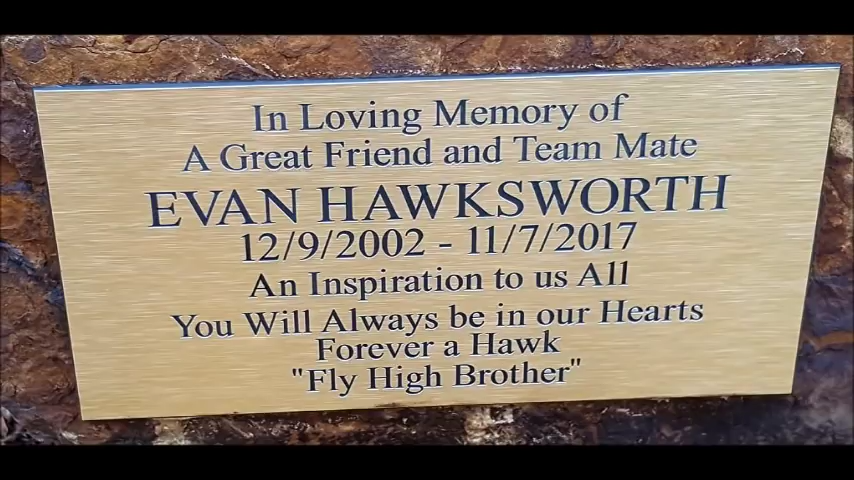 In Loving Memory of
A Great Friend and Team Mate
EVAN HAWKSWORTH
12/9/2002 - 11/7/2017
An Inspiration to us All
You Will Always be in our Hearts
Forever a Hawk
"Fly High Brother"